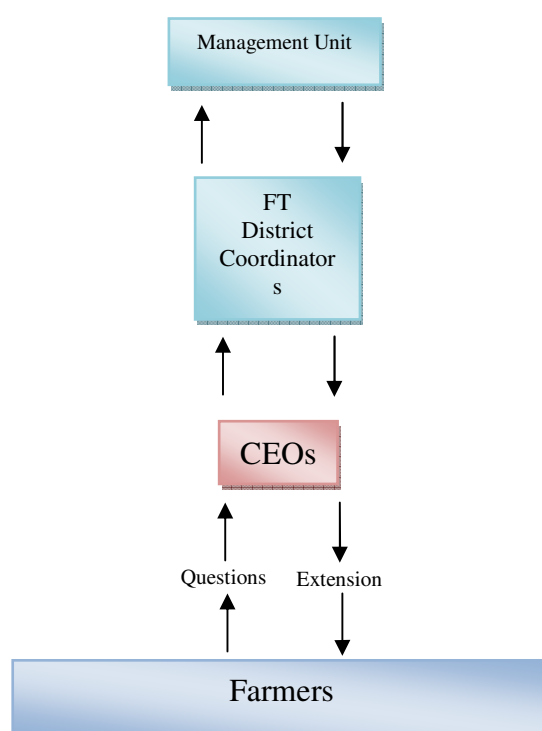 Management Unit
FT
District
Coordinator
s
CEOs
Questions Extension
Farmers